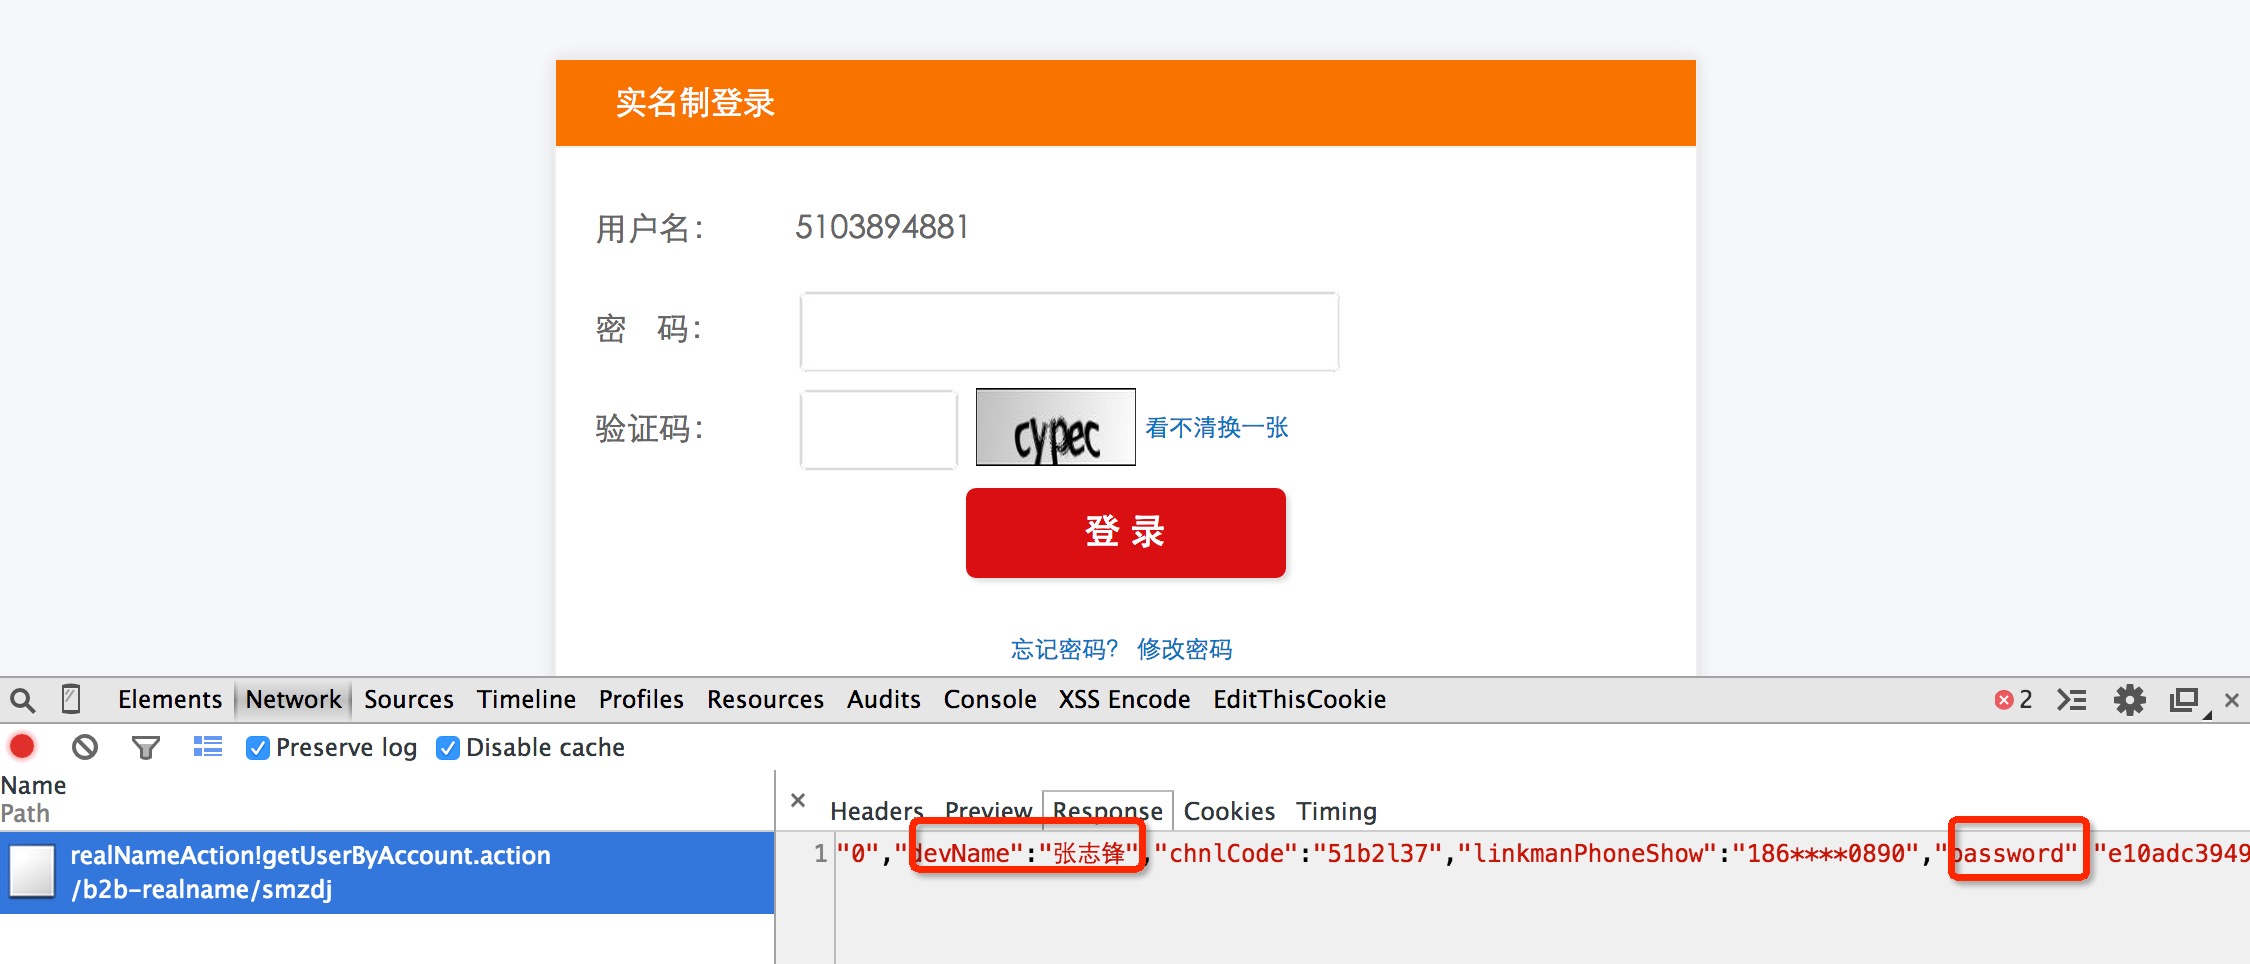 实名制登录
用户名： 5103894881
密 码：
验证码： cypec 看不清换一张
登 录
忘记密码? 修改密码
Elements Network Sources Timeline Profiles Resources Audits Console XSS Encode EditThisCookie 2
Preserve log Disable cache
Name
Path
Headers Preview Response Cookies Timing
realNameAction!getUserByAccount.action
/b2b-realname/smzdj
1 "0","devName":"张志锋","chnlCode":"51b2l37","linkmanPhoneShow":"186****0890","password" "e10adc3949